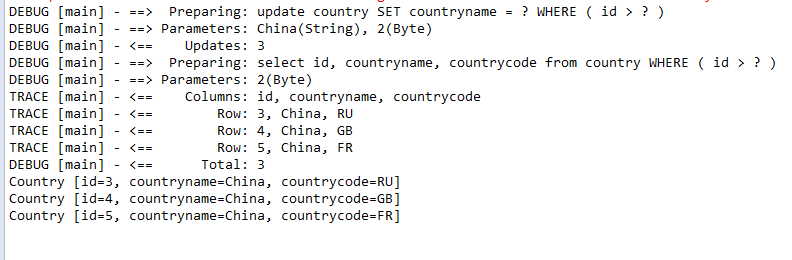 DEBUG [main] - ==>  Preparing: update country SET countryname = ? WHERE ( id > ? )
DEBUG [main] - ==> Parameters: China(String), 2(Byte)
DEBUG [main] - <==    Updates: 3
DEBUG [main] - ==>  Preparing: select id, countryname, countrycode from country WHERE ( id > ? )
DEBUG [main] - ==> Parameters: 2(Byte)
TRACE [main] - <==    Columns: id, countryname, countrycode
TRACE [main] - <==        Row: 3, China, RU
TRACE [main] - <==        Row: 4, China, GB
TRACE [main] - <==        Row: 5, China, FR
DEBUG [main] - <==      Total: 3
Country [id=3, countryname=China, countrycode=RU]
Country [id=4, countryname=China, countrycode=GB]
Country [id=5, countryname=China, countrycode=FR]